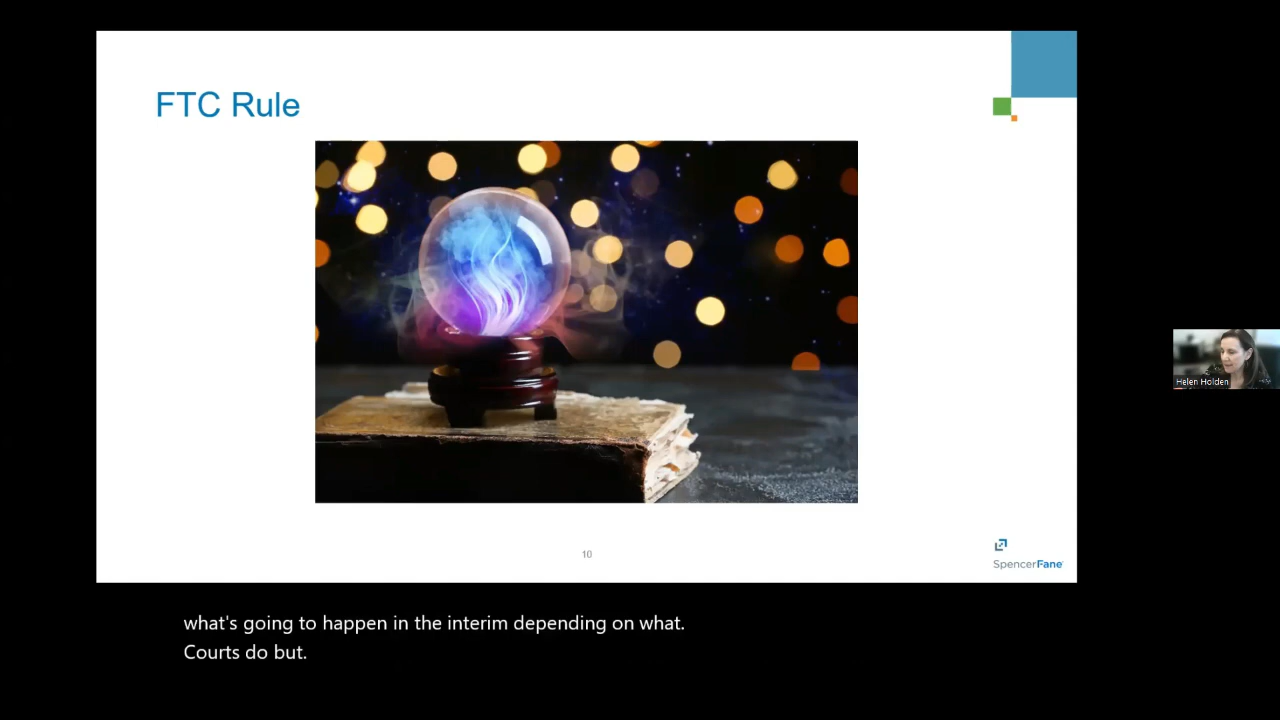 FTC Rule
Helen Holden
10
SpencerFane
what's going to happen in the interim depending on what.
Courts do but.